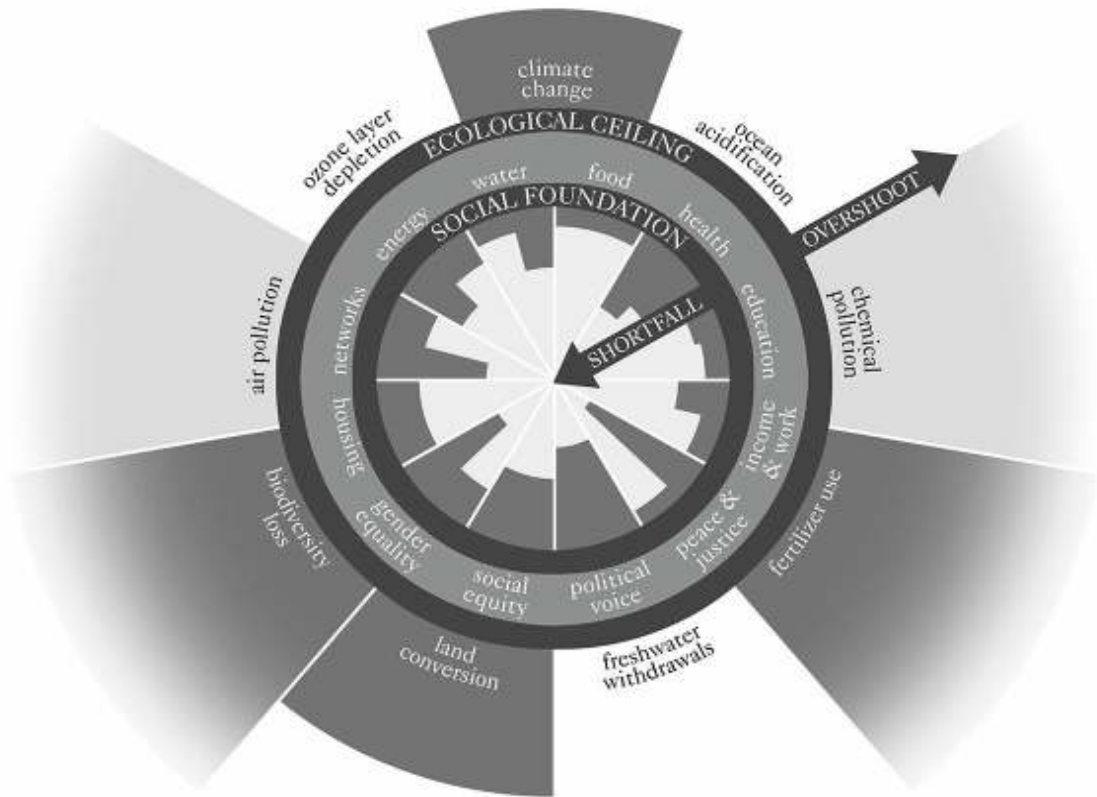 climate
change
ECOLOGICAL CEILING
ozone layer
depletion
ocean
acidification
water
food
SOCIAL FOUNDATION
energy
health
OVERSHOOT
networks
education
SHORTFALL
air pollution
chemical
pollution
housing
income
& work
biodiversity
loss
fertilizer use
gender
equality
peace &
justice
social
equity
political
voice
land
conversion
freshwater
withdrawals